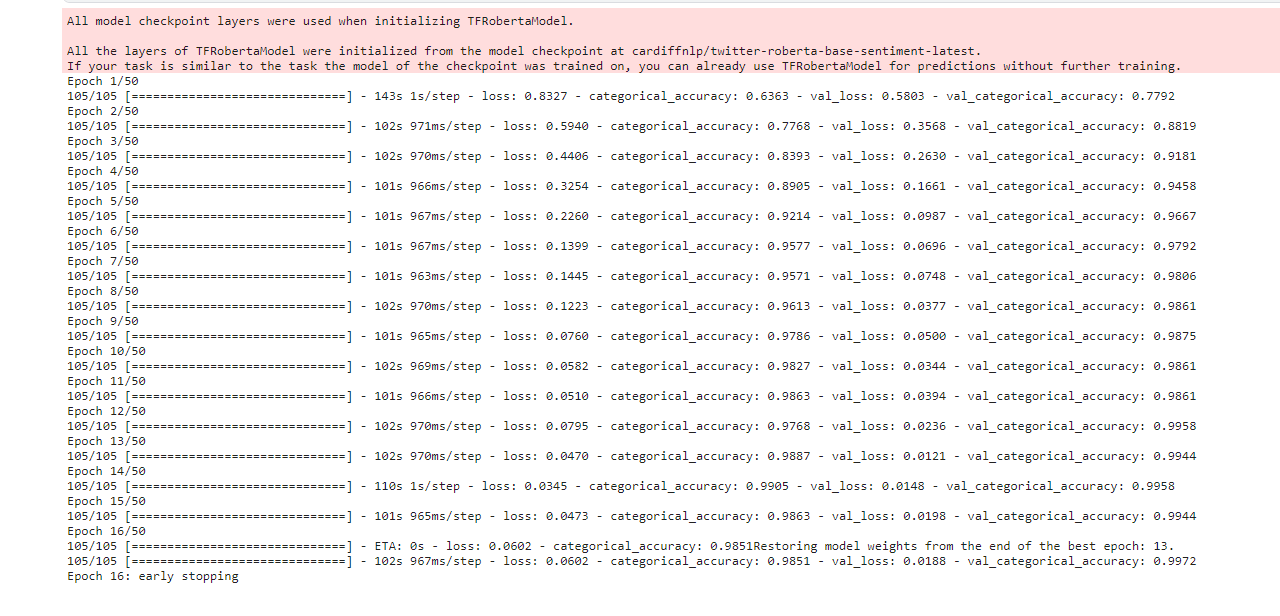 All model checkpoint layers were used when initializing TFRobertaModel.
All the layers of TFRobertaModel were initialized from the model checkpoint at cardiffnlp/twitter-roberta-base-sentiment-latest.
If your task is similar to the task the model of the checkpoint was trained on, you can already use TFRobertaModel for predictions without further training.
Epoch 1/50
105/105 [==============================] - 143s 1s/step - loss: 0.8327 - categorical_accuracy: 0.6363 - val_loss: 0.5803 - val_categorical_accuracy: 0.7792
Epoch 2/50
105/105 [==============================] - 102s 971ms/step - loss: 0.5940 - categorical_accuracy: 0.7768 - val_loss: 0.3568 - val_categorical_accuracy: 0.8819
Epoch 3/50
105/105 [==============================] - 102s 970ms/step - loss: 0.4406 - categorical_accuracy: 0.8393 - val_loss: 0.2630 - val_categorical_accuracy: 0.9181
Epoch 4/50
105/105 [==============================] - 101s 966ms/step - loss: 0.3254 - categorical_accuracy: 0.8905 - val_loss: 0.1661 - val_categorical_accuracy: 0.9458
Epoch 5/50
105/105 [==============================] - 101s 967ms/step - loss: 0.2260 - categorical_accuracy: 0.9214 - val_loss: 0.0987 - val_categorical_accuracy: 0.9667
Epoch 6/50
105/105 [==============================] - 101s 967ms/step - loss: 0.1399 - categorical_accuracy: 0.9577 - val_loss: 0.0696 - val_categorical_accuracy: 0.9792
Epoch 7/50
105/105 [==============================] - 101s 963ms/step - loss: 0.1445 - categorical_accuracy: 0.9571 - val_loss: 0.0748 - val_categorical_accuracy: 0.9806
Epoch 8/50
105/105 [==============================] - 102s 970ms/step - loss: 0.1223 - categorical_accuracy: 0.9613 - val_loss: 0.0377 - val_categorical_accuracy: 0.9861
Epoch 9/50
105/105 [==============================] - 101s 965ms/step - loss: 0.0760 - categorical_accuracy: 0.9786 - val_loss: 0.0500 - val_categorical_accuracy: 0.9875
Epoch 10/50
105/105 [==============================] - 102s 969ms/step - loss: 0.0582 - categorical_accuracy: 0.9827 - val_loss: 0.0344 - val_categorical_accuracy: 0.9861
Epoch 11/50
105/105 [==============================] - 101s 966ms/step - loss: 0.0510 - categorical_accuracy: 0.9863 - val_loss: 0.0394 - val_categorical_accuracy: 0.9861
Epoch 12/50
105/105 [==============================] - 102s 970ms/step - loss: 0.0795 - categorical_accuracy: 0.9768 - val_loss: 0.0236 - val_categorical_accuracy: 0.9958
Epoch 13/50
105/105 [==============================] - 102s 970ms/step - loss: 0.0470 - categorical_accuracy: 0.9887 - val_loss: 0.0121 - val_categorical_accuracy: 0.9944
Epoch 14/50
105/105 [==============================] - 110s 1s/step - loss: 0.0345 - categorical_accuracy: 0.9905 - val_loss: 0.0148 - val_categorical_accuracy: 0.9958
Epoch 15/50
105/105 [==============================] - 101s 965ms/step - loss: 0.0473 - categorical_accuracy: 0.9863 - val_loss: 0.0198 - val_categorical_accuracy: 0.9944
Epoch 16/50
105/105 [==============================] - ETA: 0s - loss: 0.0602 - categorical_accuracy: 0.9851Restoring model weights from the end of the best epoch: 13.
105/105 [==============================] - 102s 967ms/step - loss: 0.0602 - categorical_accuracy: 0.9851 - val_loss: 0.0188 - val_categorical_accuracy: 0.9972
Epoch 16: early stopping